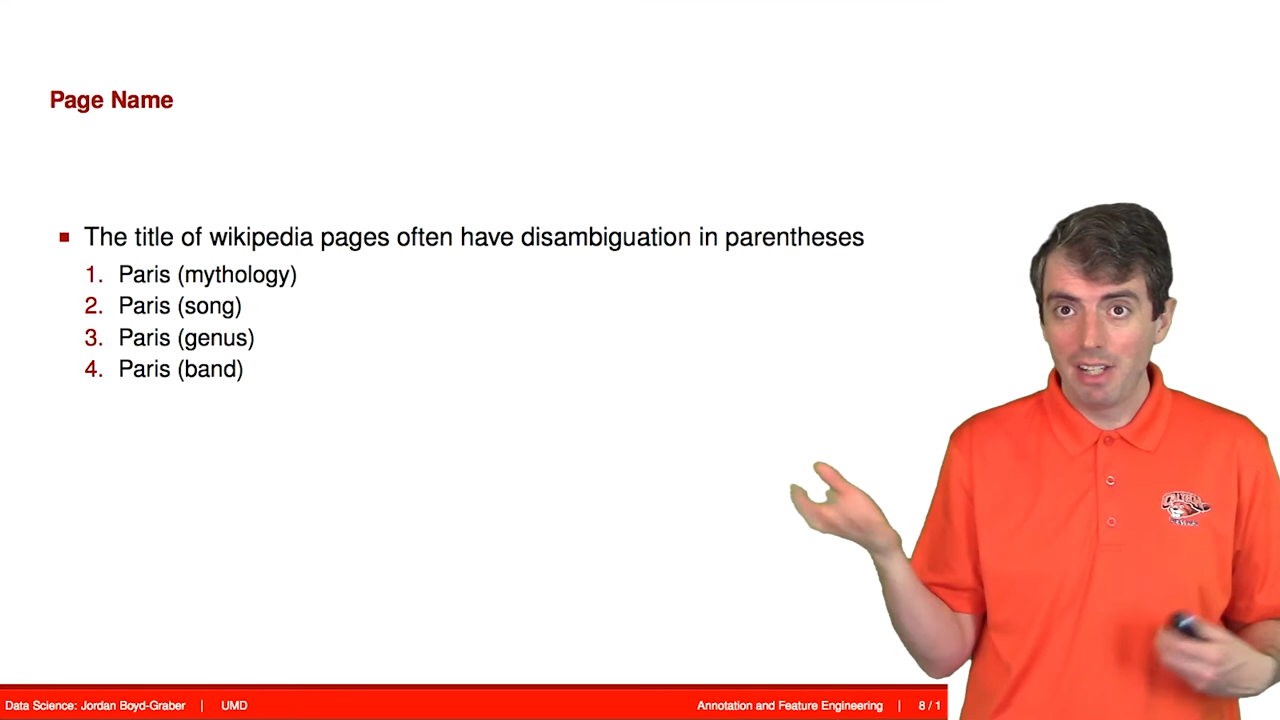 Page Name
■ The title of wikipedia pages often have disambiguation in parentheses
1. Paris (mythology)
2. Paris (song)
3. Paris (genus)
4. Paris (band)
Data Science: Jordan Boyd-Graber | UMD
Annotation and Feature Engineering | 8 / 1